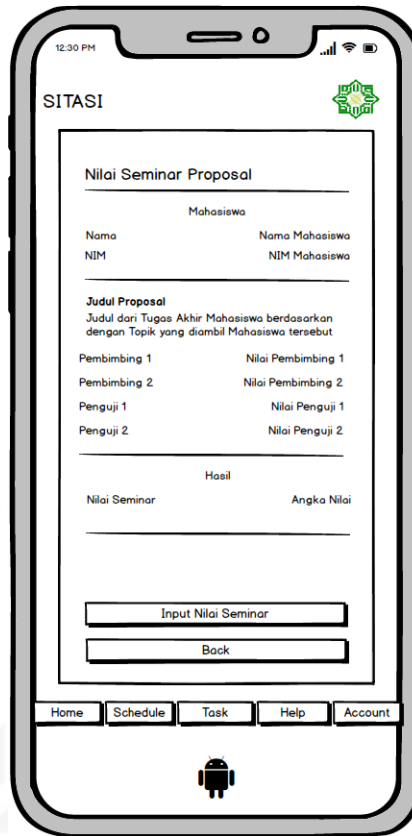 12:30 PM
SITASI
Nilai Seminar Proposal
Mahasiswa
Nama Nama Mahasiswa
NIM NIM Mahasiswa
Judul Proposal
Judul dari Tugas Akhir Mahasiswa berdasarkan
dengan Topik yang diambil Mahasiswa tersebut
Pembimbing 1 Nilai Pembimbing 1
Pembimbing 2 Nilai Pembimbing 2
Penguji 1 Nilai Penguji 1
Penguji 2 Nilai Penguji 2
Hasil
Nilai Seminar Angka Nilai
Input Nilai Seminar
Back
Home Schedule Task Help Account